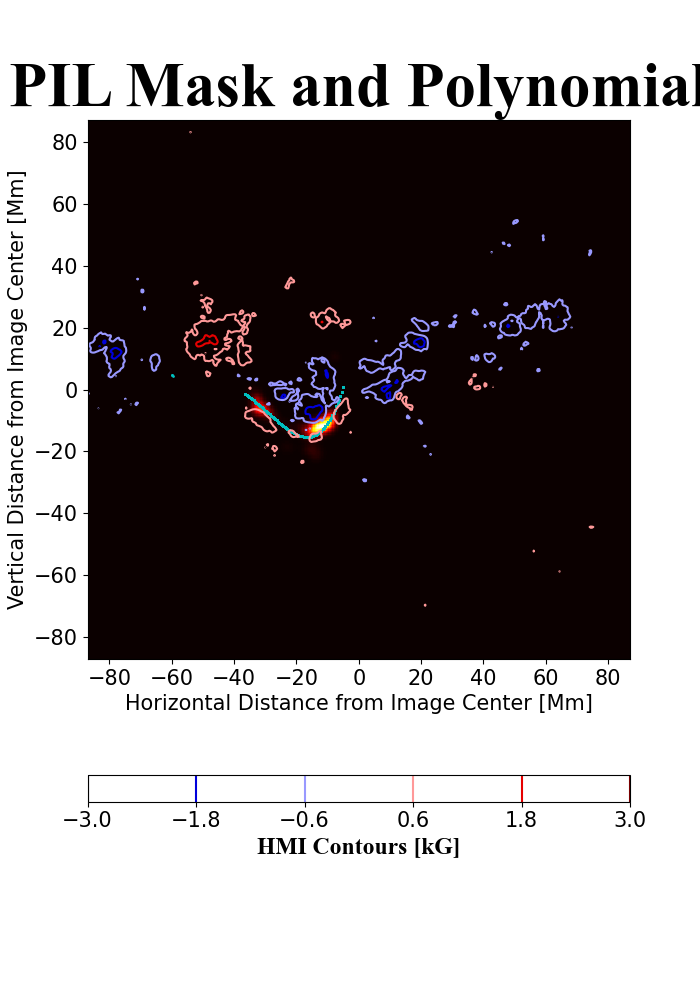 PIL Mask and Polynomial
80
60
40
20
0
−20
−40
−60
−80
Vertical Distance from Image Center [Mm]
−80 −60 −40 −20 0 20 40 60 80
Horizontal Distance from Image Center [Mm]
−3.0 −1.8 −0.6 0.6 1.8 3.0
HMI Contours [kG]